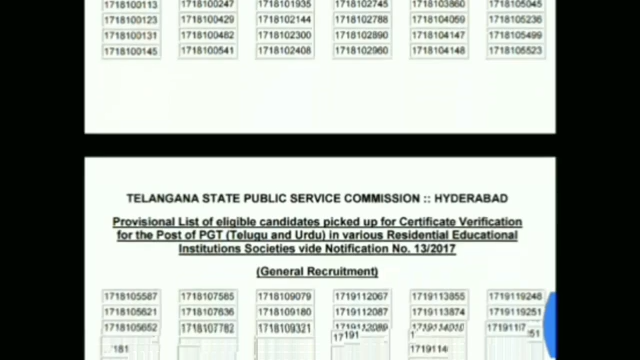 1718100113 1718100247 1718101935 1718102745 1718103860 1718105045
1718100123 1718100429 1718102144 1718102788 1718104059 1718105236
1718100131 1718100482 1718102300 1718102890 1718104147 1718105499
1718100145 1718100541 1718102408 1718102960 1718104148 1718105523
TELANGANA STATE PUBLIC SERVICE COMMISSION :: HYDERABAD
Provisional List of eligible candidates picked up for Certificate Verification
for the Post of PGT (Telugu and Urdu) in various Residential Educational
Institutions Societies vide Notification No. 13/2017
(General Recruitment)
1718105587 1718107585 1718109079 1719112067 1719113855 1719119248
1718105621 1718107636 1718109180 1719112087 1719113874 1719119251
1718105652 1718107782 1718109321 1719112089